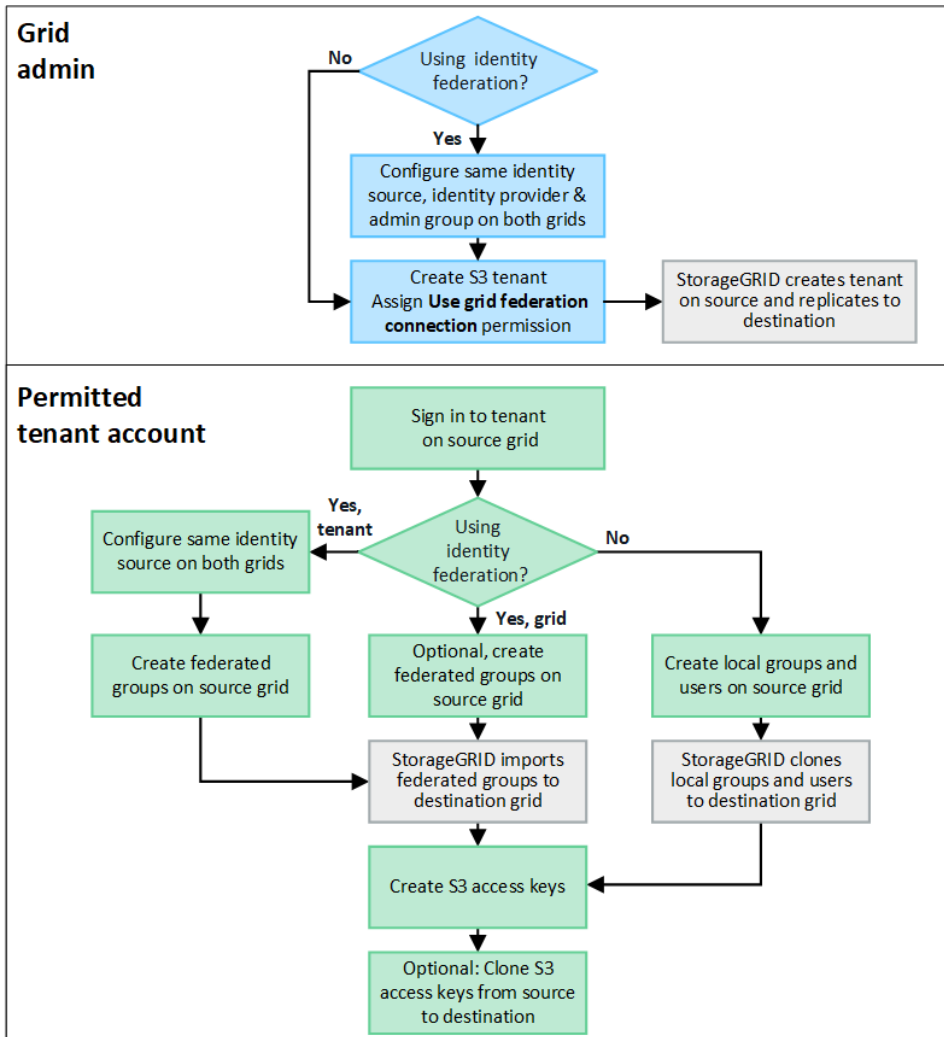 Grid
admin
No
Using identity
federation?
Yes
Configure same identity
source, identity provider &
admin group on both grids
Create S3 tenant
Assign Use grid federation
connection permission
StorageGRID creates tenant
on source and replicates to
destination
Permitted
tenant account
Sign in to tenant
on source grid
Yes,
tenant
Using
identity
federation?
No
Configure same identity
source on both grids
Yes, grid
Create federated
groups on source grid
Optional, create
federated groups on
source grid
Create local groups and
users on source grid
StorageGRID imports
federated groups to
destination grid
StorageGRID clones
local groups and users
to destination grid
Create S3 access keys
Optional: Clone S3
access keys from source
to destination